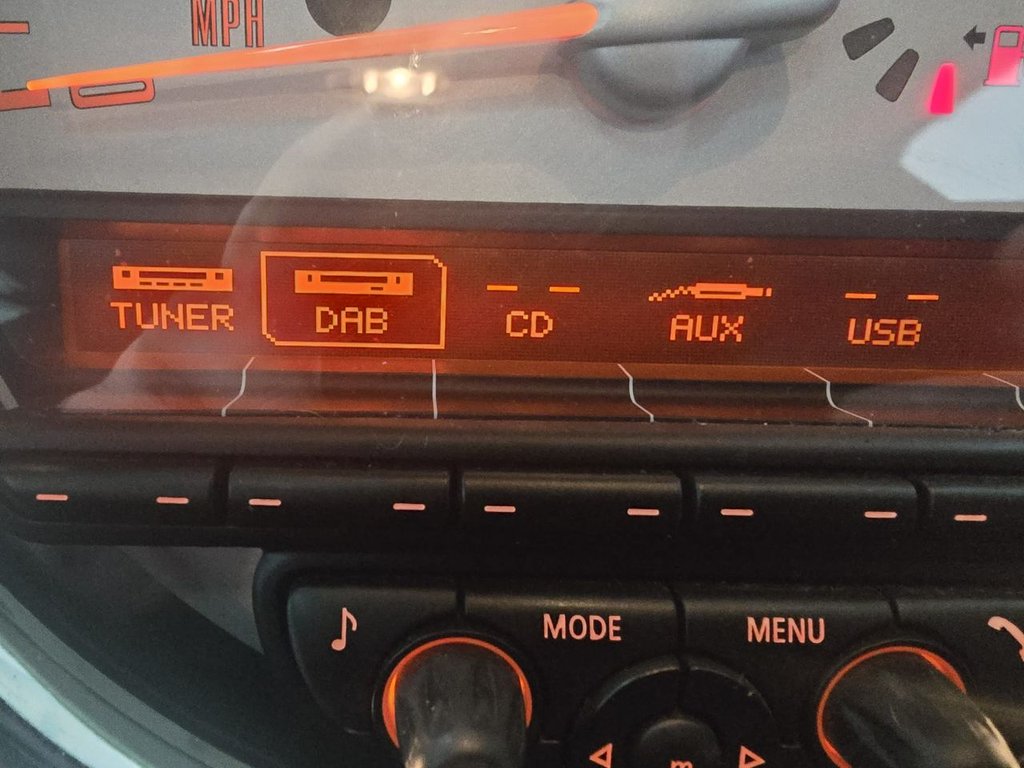 MPH
TUNER DAB CD AUX USB
MODE MENU
m